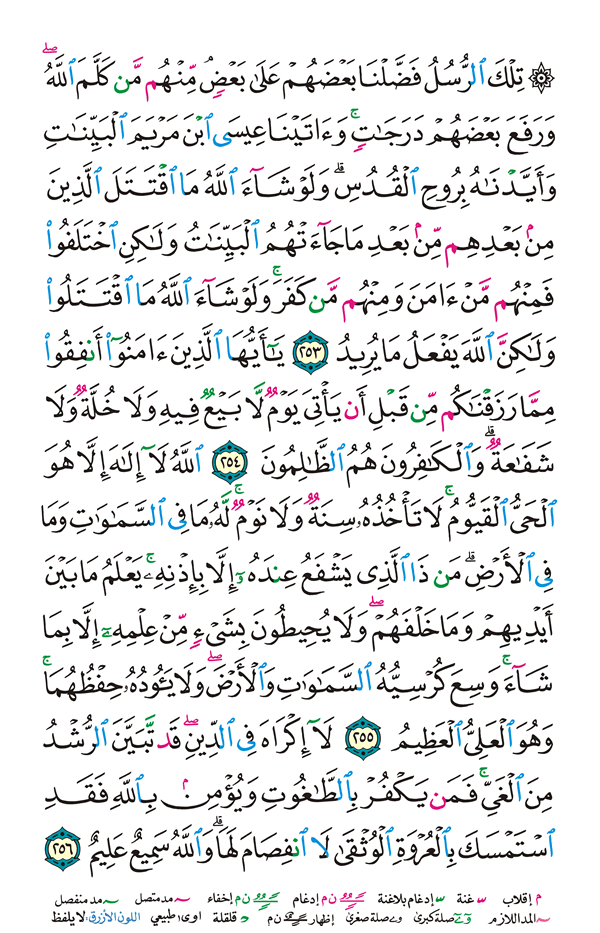 ۞ تِلْكَ ٱلرُّسُلُ فَضَّلْنَا بَعْضَهُمْ عَلَىٰ بَعْضٍۘ مِّنْهُم مَّن كَلَّمَ ٱللَّهُۖ
وَرَفَعَ بَعْضَهُمْ دَرَجَٰتٍۚ وَءَاتَيْنَا عِيسَى ٱبْنَ مَرْيَمَ ٱلْبَيِّنَٰتِ
وَأَيَّدْنَٰهُ بِرُوحِ ٱلْقُدُسِۗ وَلَوْ شَآءَ ٱللَّهُ مَا ٱقْتَتَلَ ٱلَّذِينَ
مِنۢ بَعْدِهِم مِّنۢ بَعْدِ مَا جَآءَتْهُمُ ٱلْبَيِّنَٰتُ وَلَٰكِنِ ٱخْتَلَفُوا۟
فَمِنْهُم مَّنْ ءَامَنَ وَمِنْهُم مَّن كَفَرَۚ وَلَوْ شَآءَ ٱللَّهُ مَا ٱقْتَتَلُوا۟
وَلَٰكِنَّ ٱللَّهَ يَفْعَلُ مَا يُرِيدُ ٢٥٣ يَٰٓأَيُّهَا ٱلَّذِينَ ءَامَنُوٓا۟ أَنفِقُوا۟
مِمَّا رَزَقْنَٰكُم مِّن قَبْلِ أَن يَأْتِىَ يَوْمٌ لَّا بَيْعٌ فِيهِ وَلَا خُلَّةٌ وَلَا
شَفَٰعَةٌۗ وَٱلْكَٰفِرُونَ هُمُ ٱلظَّٰلِمُونَ ٢٥٤ ٱللَّهُ لَآ إِلَٰهَ إِلَّا هُوَ
ٱلْحَىُّ ٱلْقَيُّومُۚ لَا تَأْخُذُهُۥ سِنَةٌ وَلَا نَوْمٌۚ لَّهُۥ مَا فِى ٱلسَّمَٰوَٰتِ وَمَا
فِى ٱلْأَرْضِۗ مَن ذَا ٱلَّذِى يَشْفَعُ عِندَهُۥٓ إِلَّا بِإِذْنِهِۦۚ يَعْلَمُ مَا بَيْنَ
أَيْدِيهِمْ وَمَا خَلْفَهُمْۖ وَلَا يُحِيطُونَ بِشَىْءٍ مِّنْ عِلْمِهِۦٓ إِلَّا بِمَا
شَآءَۚ وَسِعَ كُرْسِيُّهُ ٱلسَّمَٰوَٰتِ وَٱلْأَرْضَۖ وَلَا يَـُٔودُهُۥ حِفْظُهُمَاۚ
وَهُوَ ٱلْعَلِىُّ ٱلْعَظِيمُ ٢٥٥ لَآ إِكْرَاهَ فِى ٱلدِّينِۖ قَد تَّبَيَّنَ ٱلرُّشْدُ
مِنَ ٱلْغَىِّۚ فَمَن يَكْفُرْ بِٱلطَّٰغُوتِ وَيُؤْمِنۢ بِٱللَّهِ فَقَدِ
ٱسْتَمْسَكَ بِٱلْعُرْوَةِ ٱلْوُثْقَىٰ لَا ٱنفِصَامَ لَهَاۗ وَٱللَّهُ سَمِيعٌ عَلِيمٌ ٢٥٦
م إقلاب غنة إدغام بلاغنة ن م إدغام ن م إخفاء مد متصل مد منفصل
المد اللازم صلة كبرى صلة صغرى إظهار ن م قلقلة اوى طبيعي اللون الأزرق: لا يلفظ